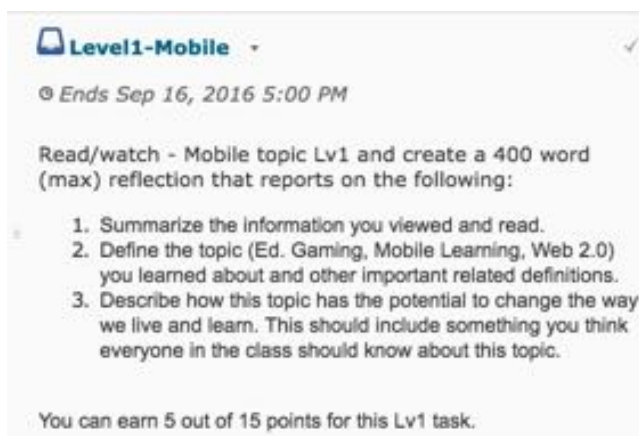 Level1-Mobile
Ends Sep 16, 2016 5:00 PM
Read/watch - Mobile topic Lv1 and create a 400 word
(max) reflection that reports on the following:
1. Summarize the information you viewed and read.
2. Define the topic (Ed. Gaming, Mobile Learning, Web 2.0)
you learned about and other important related definitions.
3. Describe how this topic has the potential to change the way
we live and learn. This should include something you think
everyone in the class should know about this topic.
You can earn 5 out of 15 points for this Lv1 task.